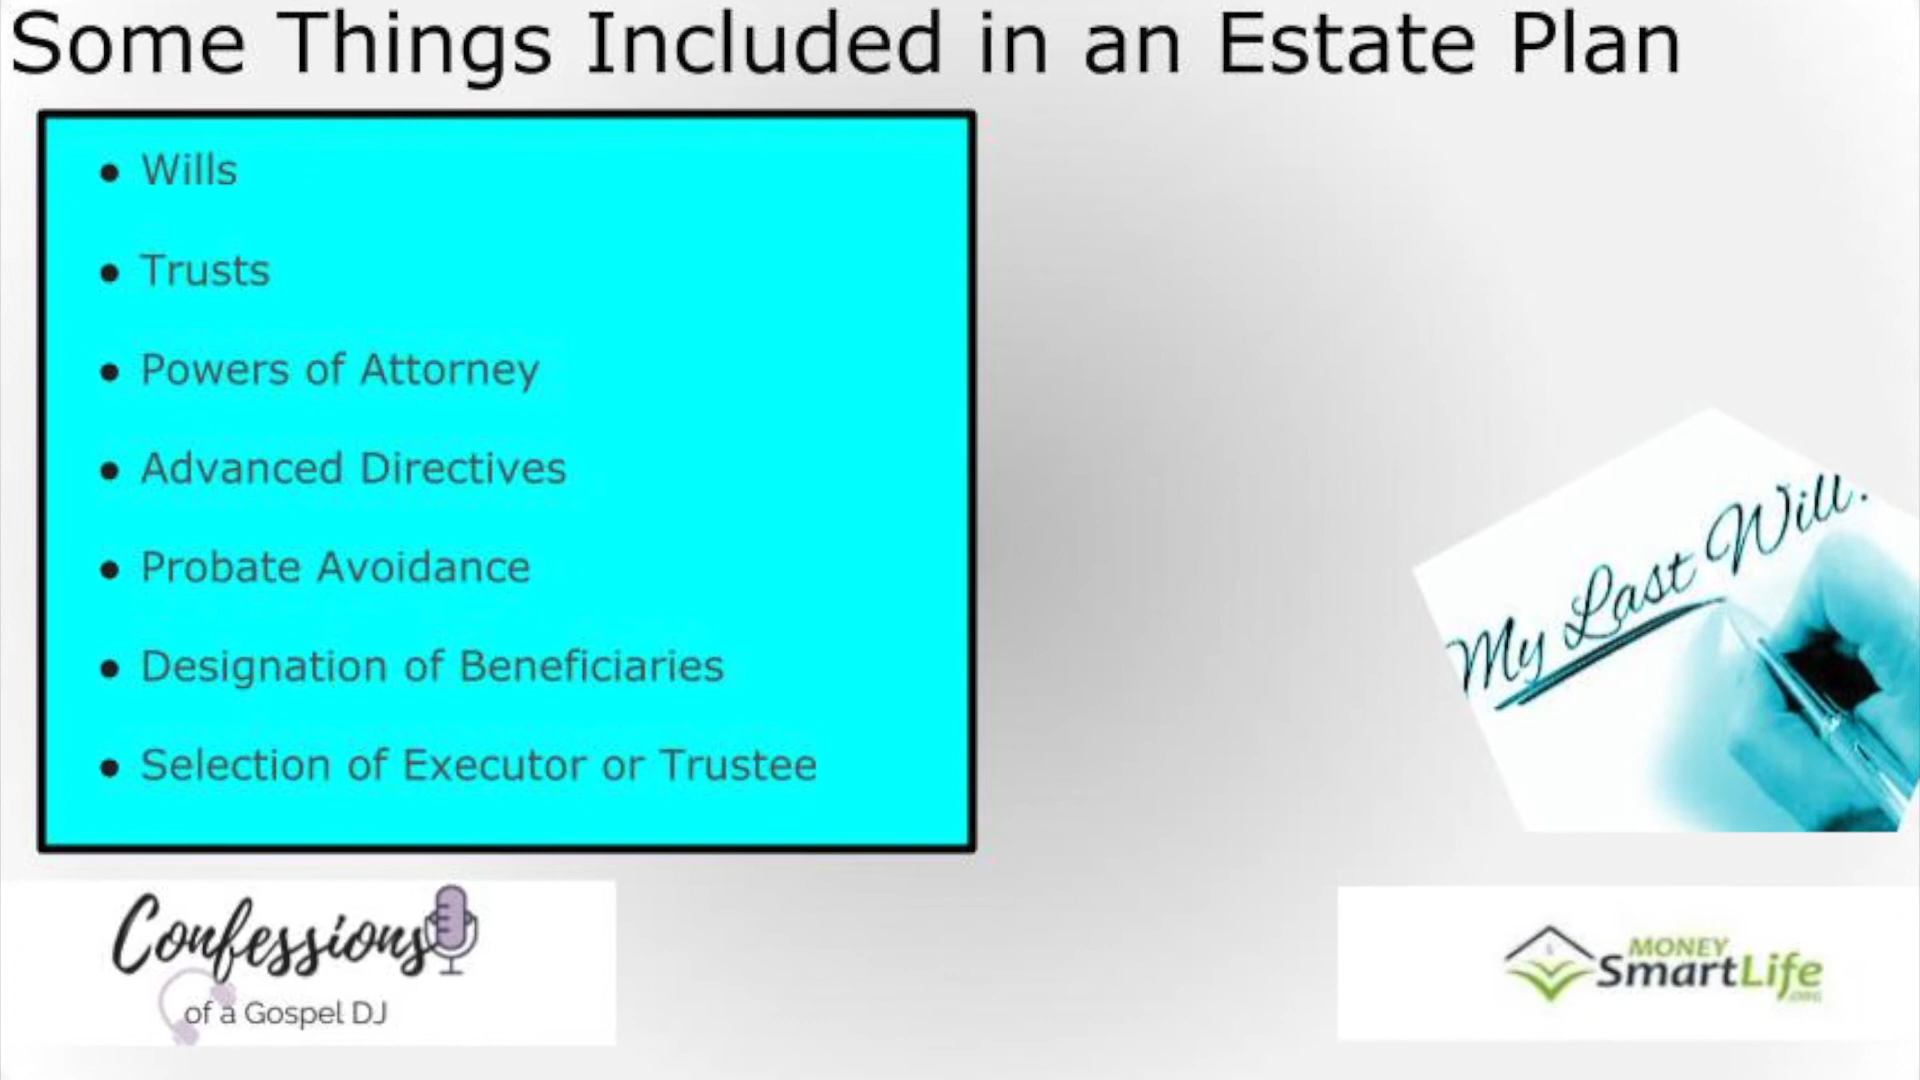 Some Things Included in an Estate Plan
• Wills
• Trusts
• Powers of Attorney
• Advanced Directives
• Probate Avoidance
• Designation of Beneficiaries
• Selection of Executor or Trustee
My Last Will.
Confessions
of a Gospel DJ
MONEY
SmartLife
.ORG